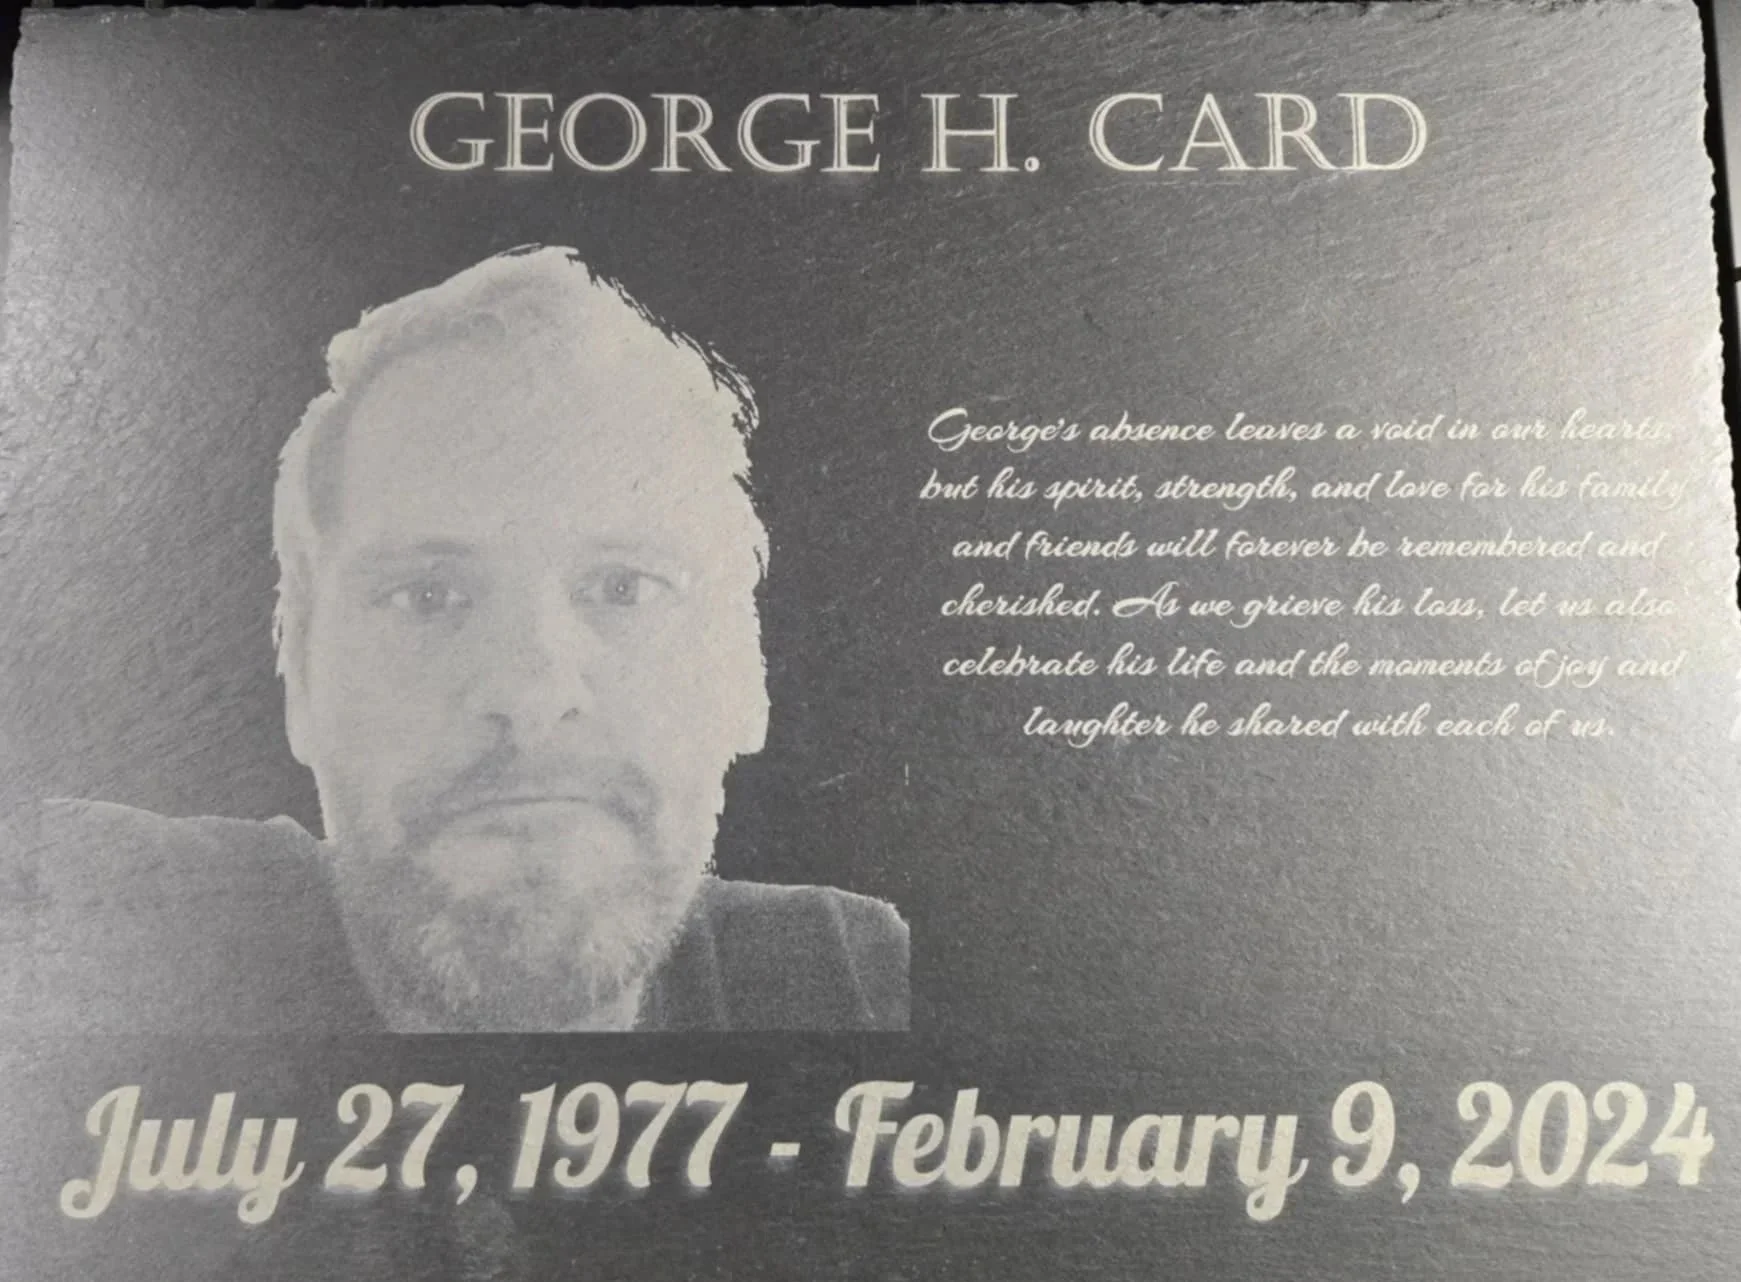 GEORGE H. CARD
George's absence leaves a void in our hearts,
but his spirit, strength, and love for his family
and friends will forever be remembered and
cherished. As we grieve his loss, let us also
celebrate his life and the moments of joy and
laughter he shared with each of us.
July 27, 1977 - February 9, 2024